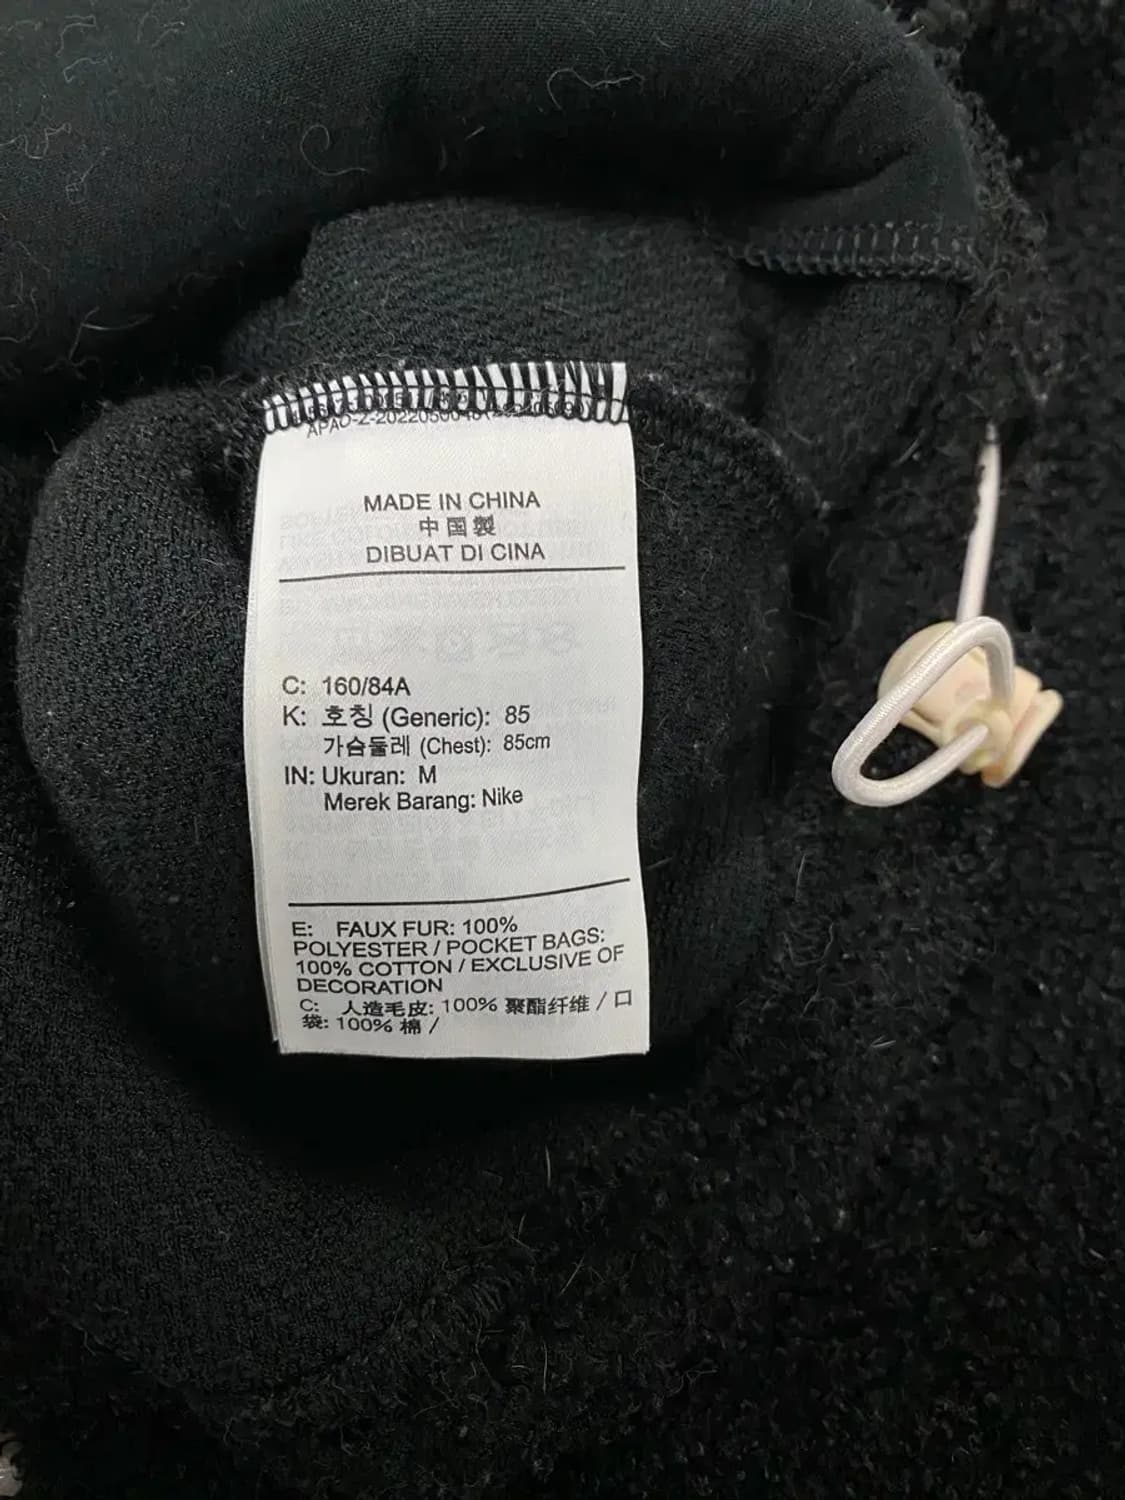 MADE IN CHINA
中国製
DIBUAT DI CINA
C: 160/84A
K: 호칭 (Generic): 85
가슴둘레 (Chest): 85cm
IN: Ukuran: M
Merek Barang: Nike
E: FAUX FUR: 100%
POLYESTER / POCKET BAGS:
100% COTTON / EXCLUSIVE OF
DECORATION
C: 人造毛皮: 100% 聚酯纤维 / 口
袋: 100% 棉 /